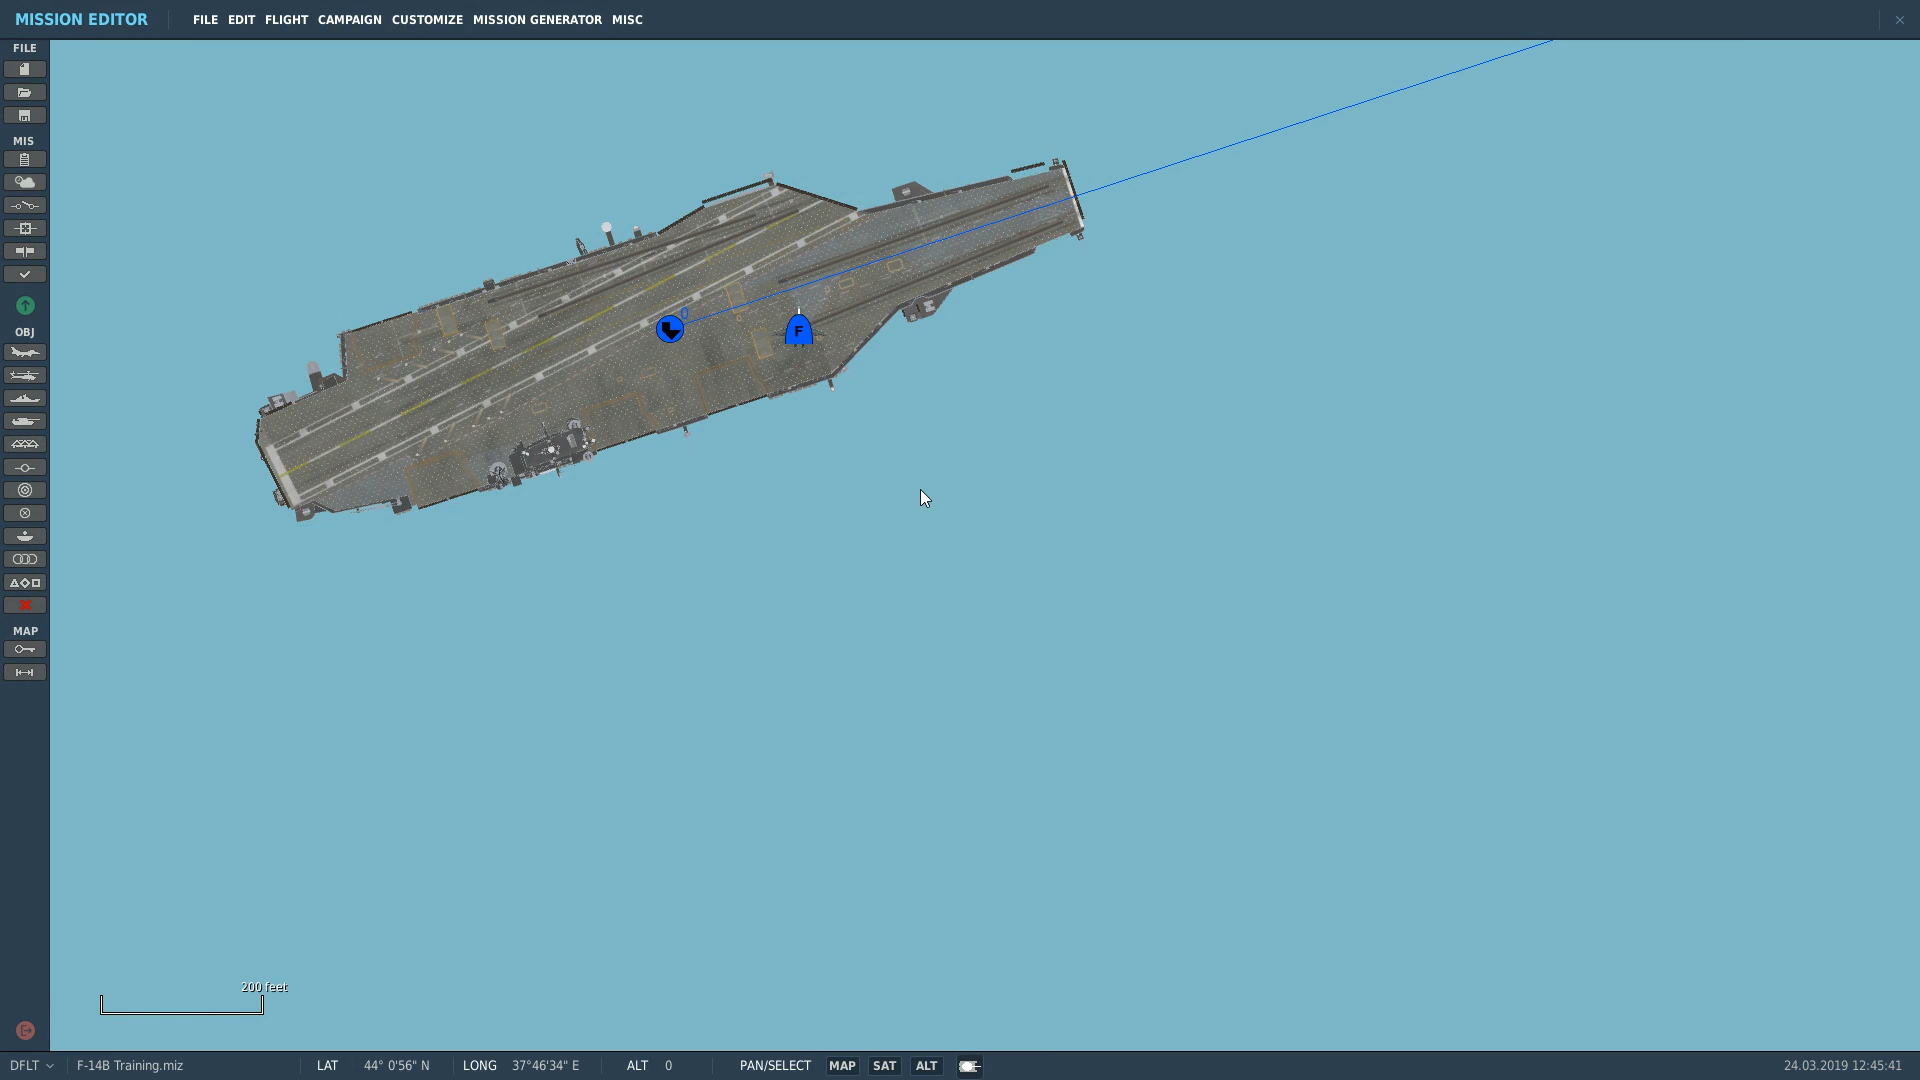 MISSION EDITOR FILE EDIT FLIGHT CAMPAIGN CUSTOMIZE MISSION GENERATOR MISC
FILE
MIS
OBJ
MAP
0
F
200 feet
DFLT F-14B Training.miz LAT 44° 0'56" N LONG 37°46'34" E ALT 0 PAN/SELECT MAP SAT ALT 24.03.2019 12:45:41